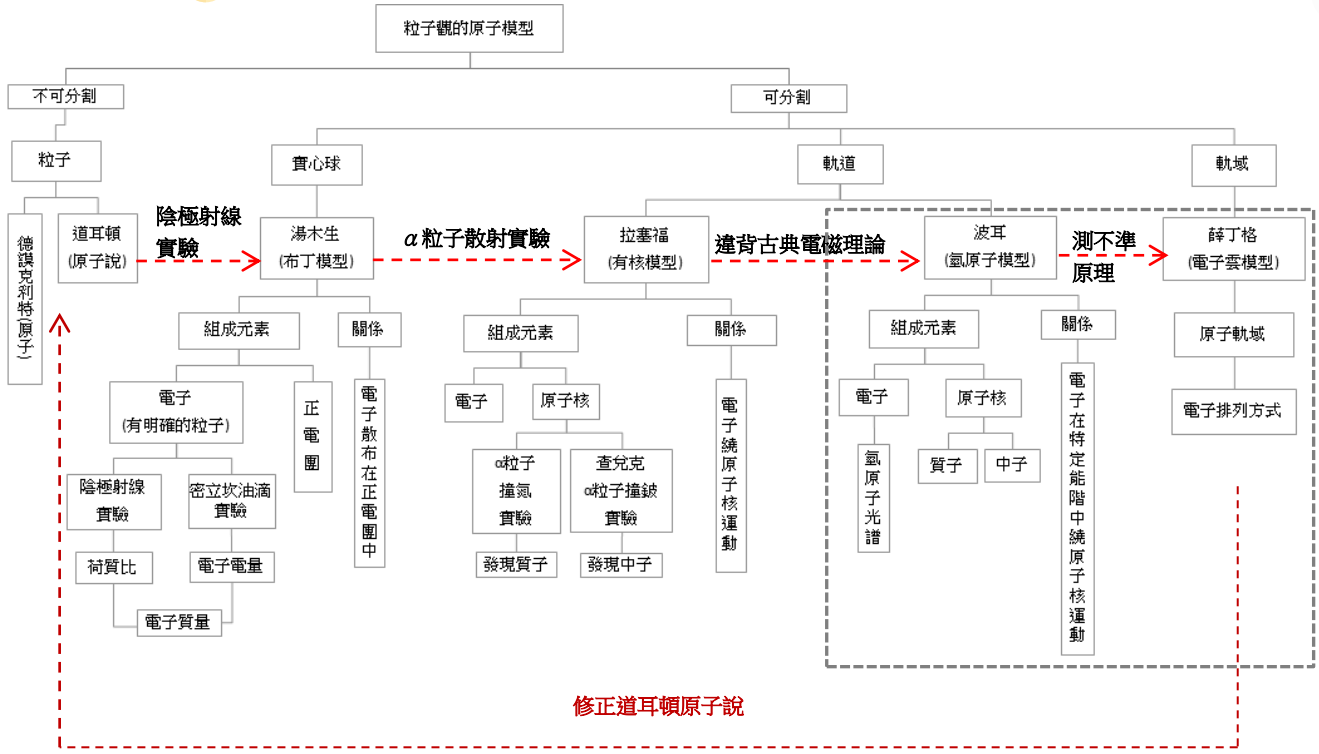 粒子觀的原子模型
不可分割
可分割
粒子
實心球
軌道
軌域
德謨克利特(原子)
道耳頓
(原子說)
陰極射線
實驗
湯木生
(布丁模型)
α粒子散射實驗
拉塞福
(有核模型)
違背古典電磁理論
波耳
(氫原子模型)
測不準
原理
薛丁格
(電子雲模型)
組成元素
關係
組成元素
關係
組成元素
關係
原子軌域
電子
(有明確的粒子)
正電團
電子散布在正電團中
電子
原子核
電子繞原子核運動
電子
原子核
電子在特定能階中繞原子核運動
電子排列方式
陰極射線
實驗
密立坎油滴
實驗
α粒子
撞氮
實驗
查兌克
α粒子撞鈹
實驗
氫原子光譜
質子
中子
荷質比
電子電量
發現質子
發現中子
電子質量
修正道耳頓原子說